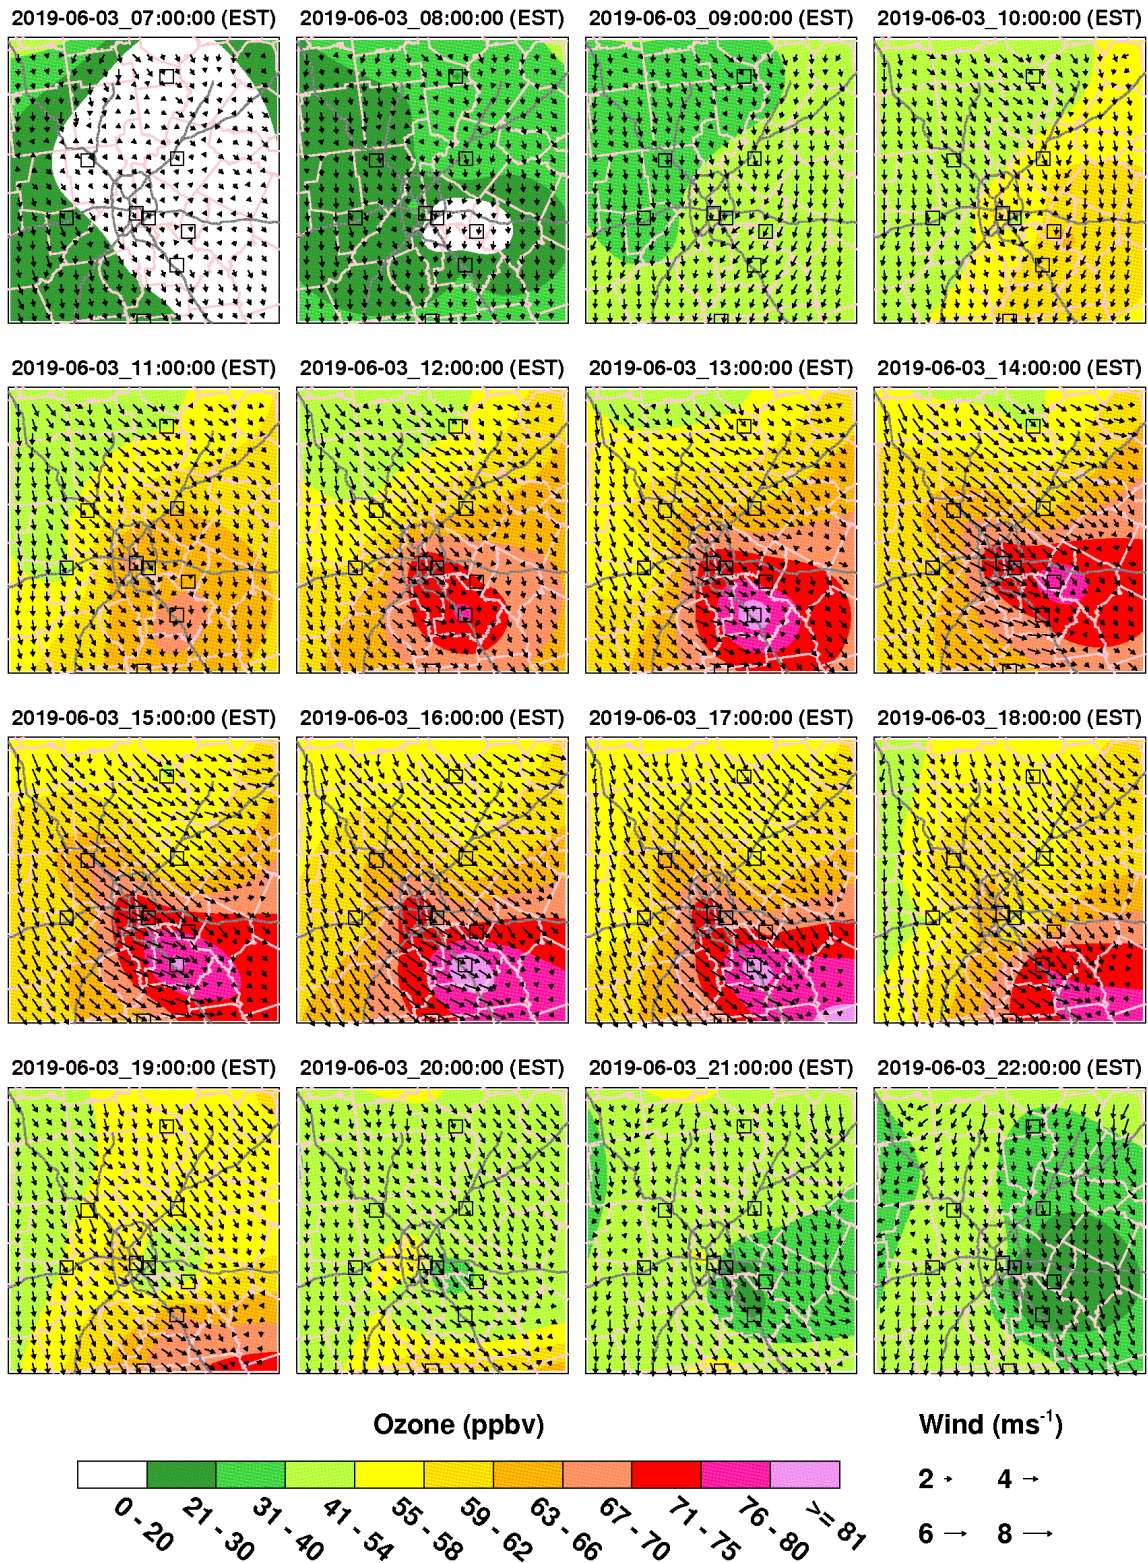 2019-06-03_07:00:00 (EST) 2019-06-03_08:00:00 (EST) 2019-06-03_09:00:00 (EST) 2019-06-03_10:00:00 (EST)
2019-06-03_11:00:00 (EST) 2019-06-03_12:00:00 (EST) 2019-06-03_13:00:00 (EST) 2019-06-03_14:00:00 (EST)
2019-06-03_15:00:00 (EST) 2019-06-03_16:00:00 (EST) 2019-06-03_17:00:00 (EST) 2019-06-03_18:00:00 (EST)
2019-06-03_19:00:00 (EST) 2019-06-03_20:00:00 (EST) 2019-06-03_21:00:00 (EST) 2019-06-03_22:00:00 (EST)
Ozone (ppbv) Wind (ms⁻¹)
0 - 20 21 - 30 31 - 40 41 - 54 55 - 58 59 - 62 63 - 66 67 - 70 71 - 75 76 - 80 >= 81
2 4
6 8